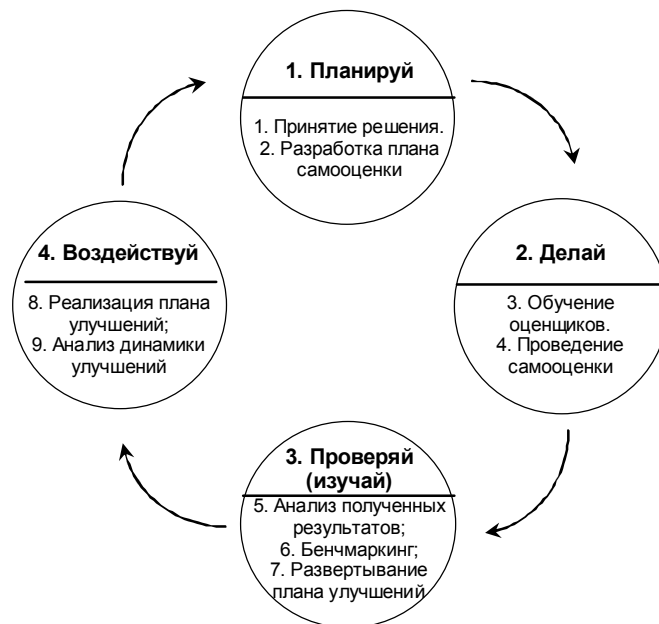 1. Планируй
1. Принятие решения.
2. Разработка плана
самооценки
2. Делай
3. Обучение
оценщиков.
4. Проведение
самооценки
3. Проверяй
(изучай)
5. Анализ полученных
результатов;
6. Бенчмаркинг;
7. Развертывание
плана улучшений
4. Воздействуй
8. Реализация плана
улучшений;
9. Анализ динамики
улучшений